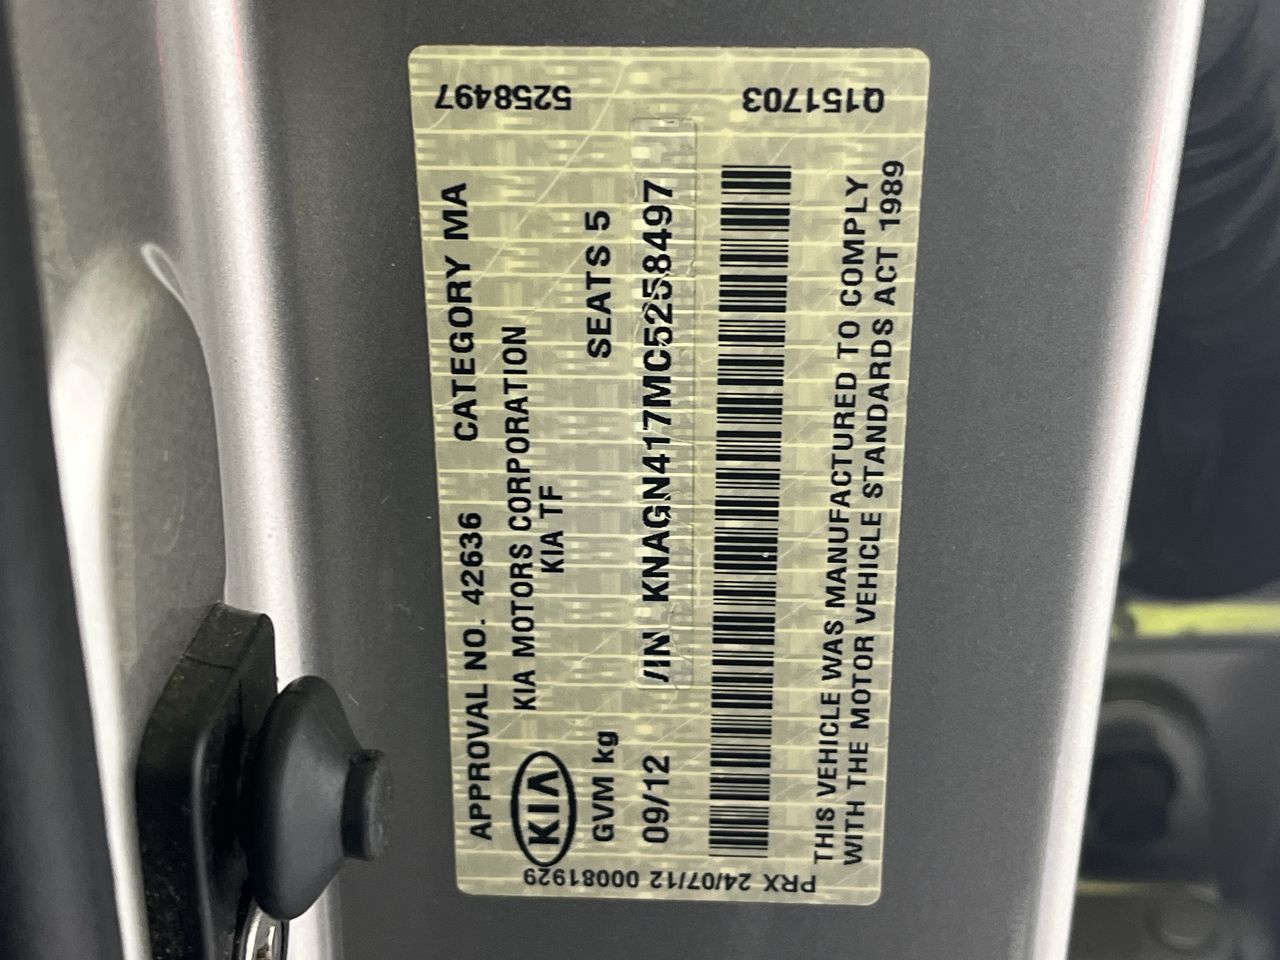 5258497
Q151703
APPROVAL NO. 42636 CATEGORY MA
KIA MOTORS CORPORATION
KIA TF
KIA
GVM kg SEATS 5
09/12 /IN KNAGN417MC5258497
THIS VEHICLE WAS MANUFACTURED TO COMPLY
WITH THE MOTOR VEHICLE STANDARDS ACT 1989
PRX 24/07/12 00081929